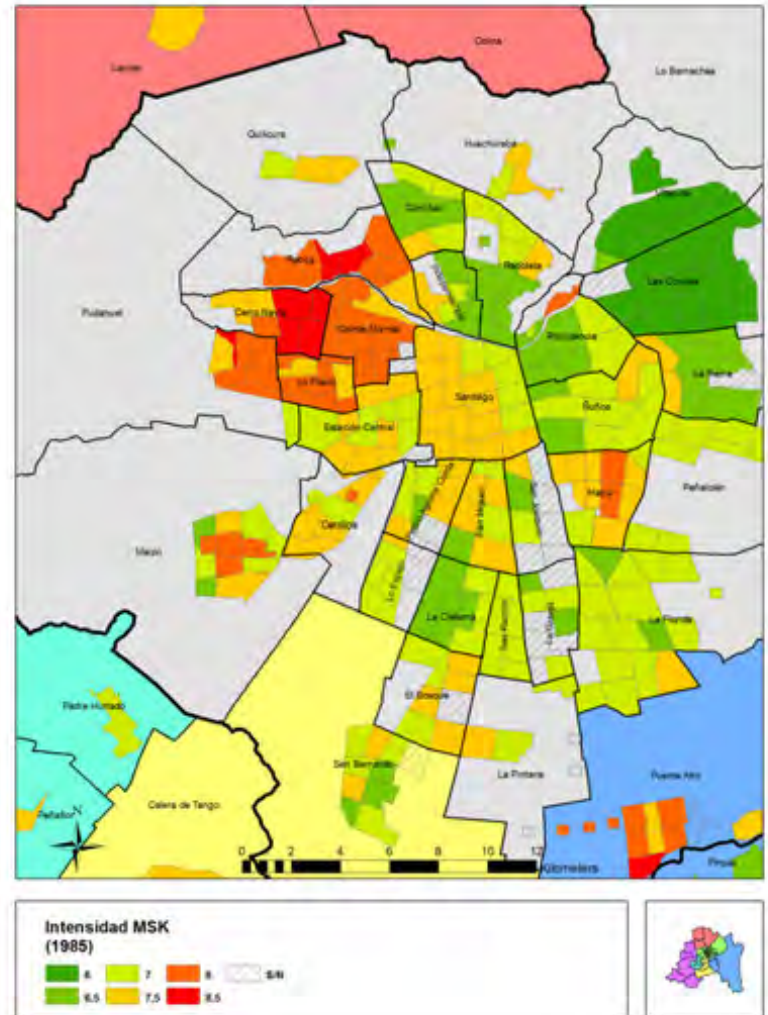 Lampa
Colina
Lo Barnechea
Quilicura
Huechuraba
Conchalí
Vitacura
Renca
Recoleta
Las Condes
Pudahuel
Cerro Navia
Quinta Normal
Providencia
La Reina
Lo Prado
Santiago
Ñuñoa
Estación Central
Macul
Peñalolén
Cerrillos
San Miguel
Maipú
Lo Espejo
La Cisterna
San Ramón
La Florida
Padre Hurtado
El Bosque
San Bernardo
La Pintana
Puente Alto
Calera de Tango
Peñaflor
N
Pirque
0 2 4 6 8 10 12
Kilometers
Intensidad MSK
(1985)
6 7 8 S/N
6.5 7.5 8.5